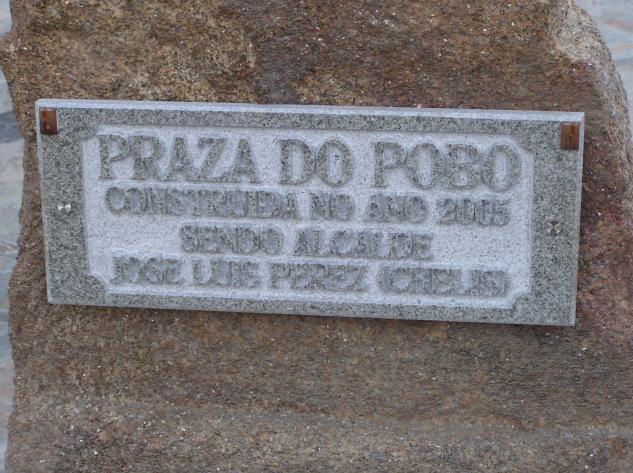 PRAZA DO POBO
CONSTRUIDA NO ANO 2005
SENDO ALCALDE
JOSE LUIS PEREZ (CHELIS)